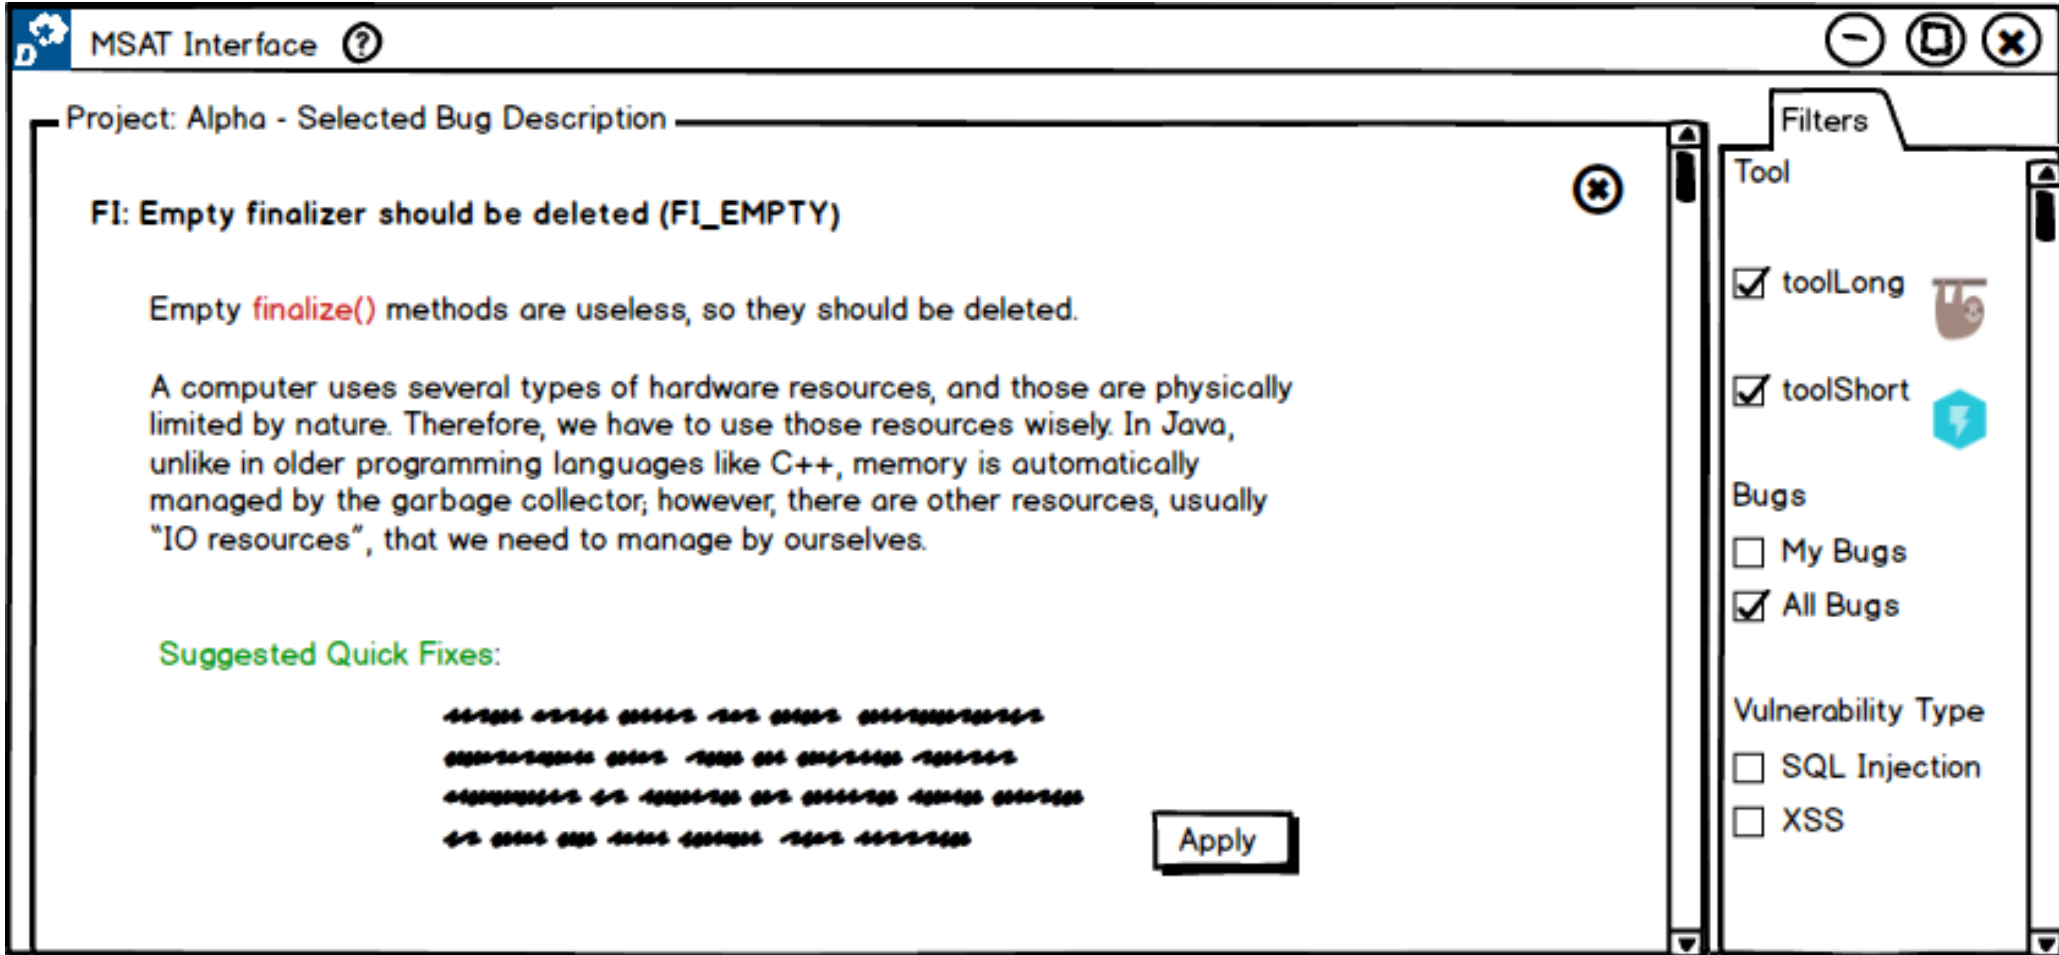 D
MSAT Interface ?
Project: Alpha - Selected Bug Description
FI: Empty finalizer should be deleted (FI_EMPTY)
Empty finalize() methods are useless, so they should be deleted.
A computer uses several types of hardware resources, and those are physically
limited by nature. Therefore, we have to use those resources wisely. In Java,
unlike in older programming languages like C++, memory is automatically
managed by the garbage collector; however, there are other resources, usually
“IO resources”, that we need to manage by ourselves.
Suggested Quick Fixes:
Apply
Filters
Tool
toolLong
toolShort
Bugs
My Bugs
All Bugs
Vulnerability Type
SQL Injection
XSS